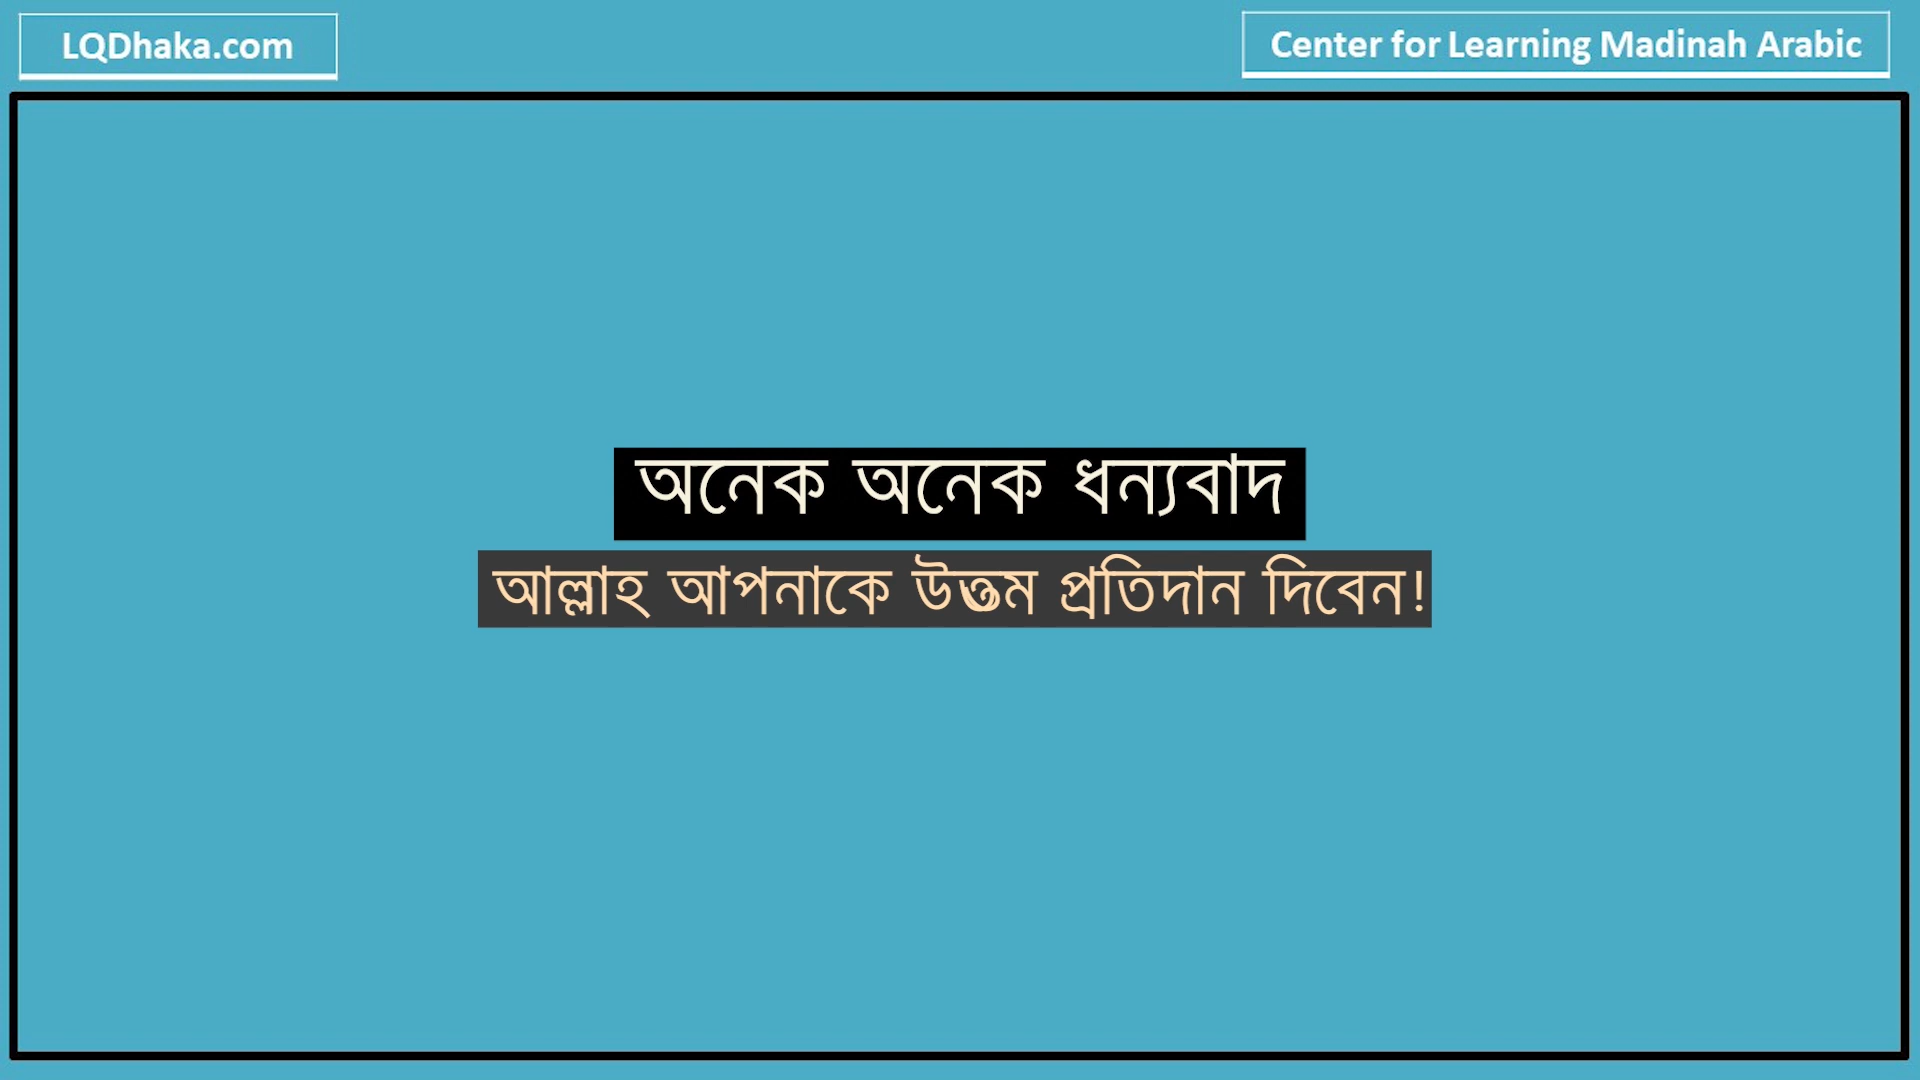 LQDhaka.com
Center for Learning Madinah Arabic
অনেক অনেক ধন্যবাদ
আল্লাহ আপনাকে উত্তম প্রতিদান দিবেন!